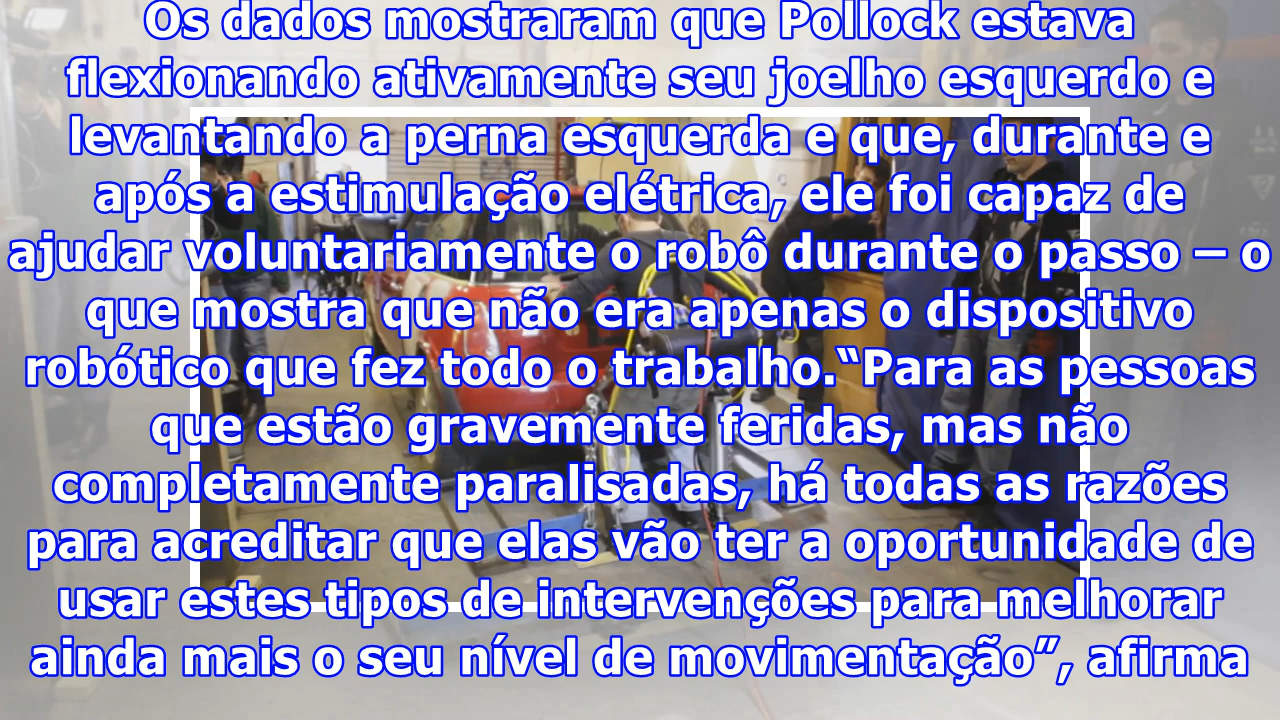 Os dados mostraram que Pollock estava
flexionando ativamente seu joelho esquerdo e
levantando a perna esquerda e que, durante e
após a estimulação elétrica, ele foi capaz de
ajudar voluntariamente o robô durante o passo – o
que mostra que não era apenas o dispositivo
robótico que fez todo o trabalho.“Para as pessoas
que estão gravemente feridas, mas não
completamente paralisadas, há todas as razões
para acreditar que elas vão ter a oportunidade de
usar estes tipos de intervenções para melhorar
ainda mais o seu nível de movimentação”, afirma